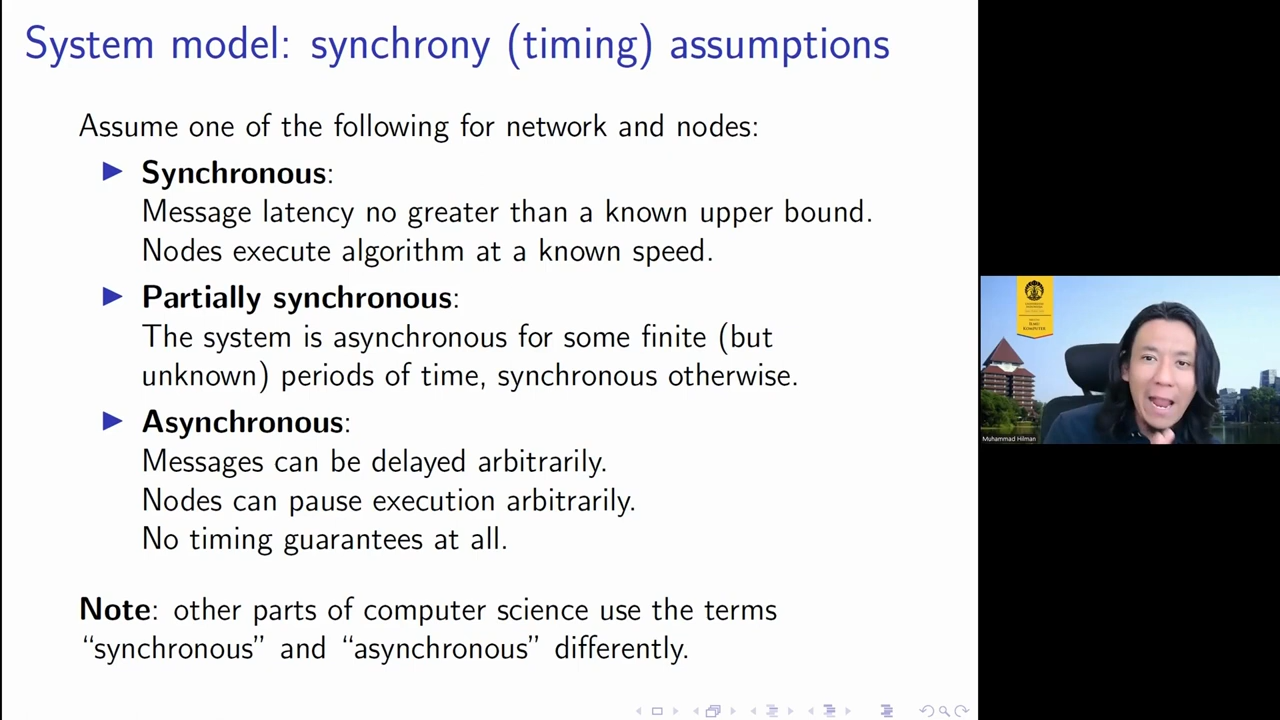 System model: synchrony (timing) assumptions
Assume one of the following for network and nodes:
Synchronous:
Message latency no greater than a known upper bound.
Nodes execute algorithm at a known speed.
Partially synchronous:
The system is asynchronous for some finite (but
unknown) periods of time, synchronous otherwise.
Asynchronous:
Messages can be delayed arbitrarily.
Nodes can pause execution arbitrarily.
No timing guarantees at all.
Note: other parts of computer science use the terms
“synchronous” and “asynchronous” differently.
Muhammad Hilman